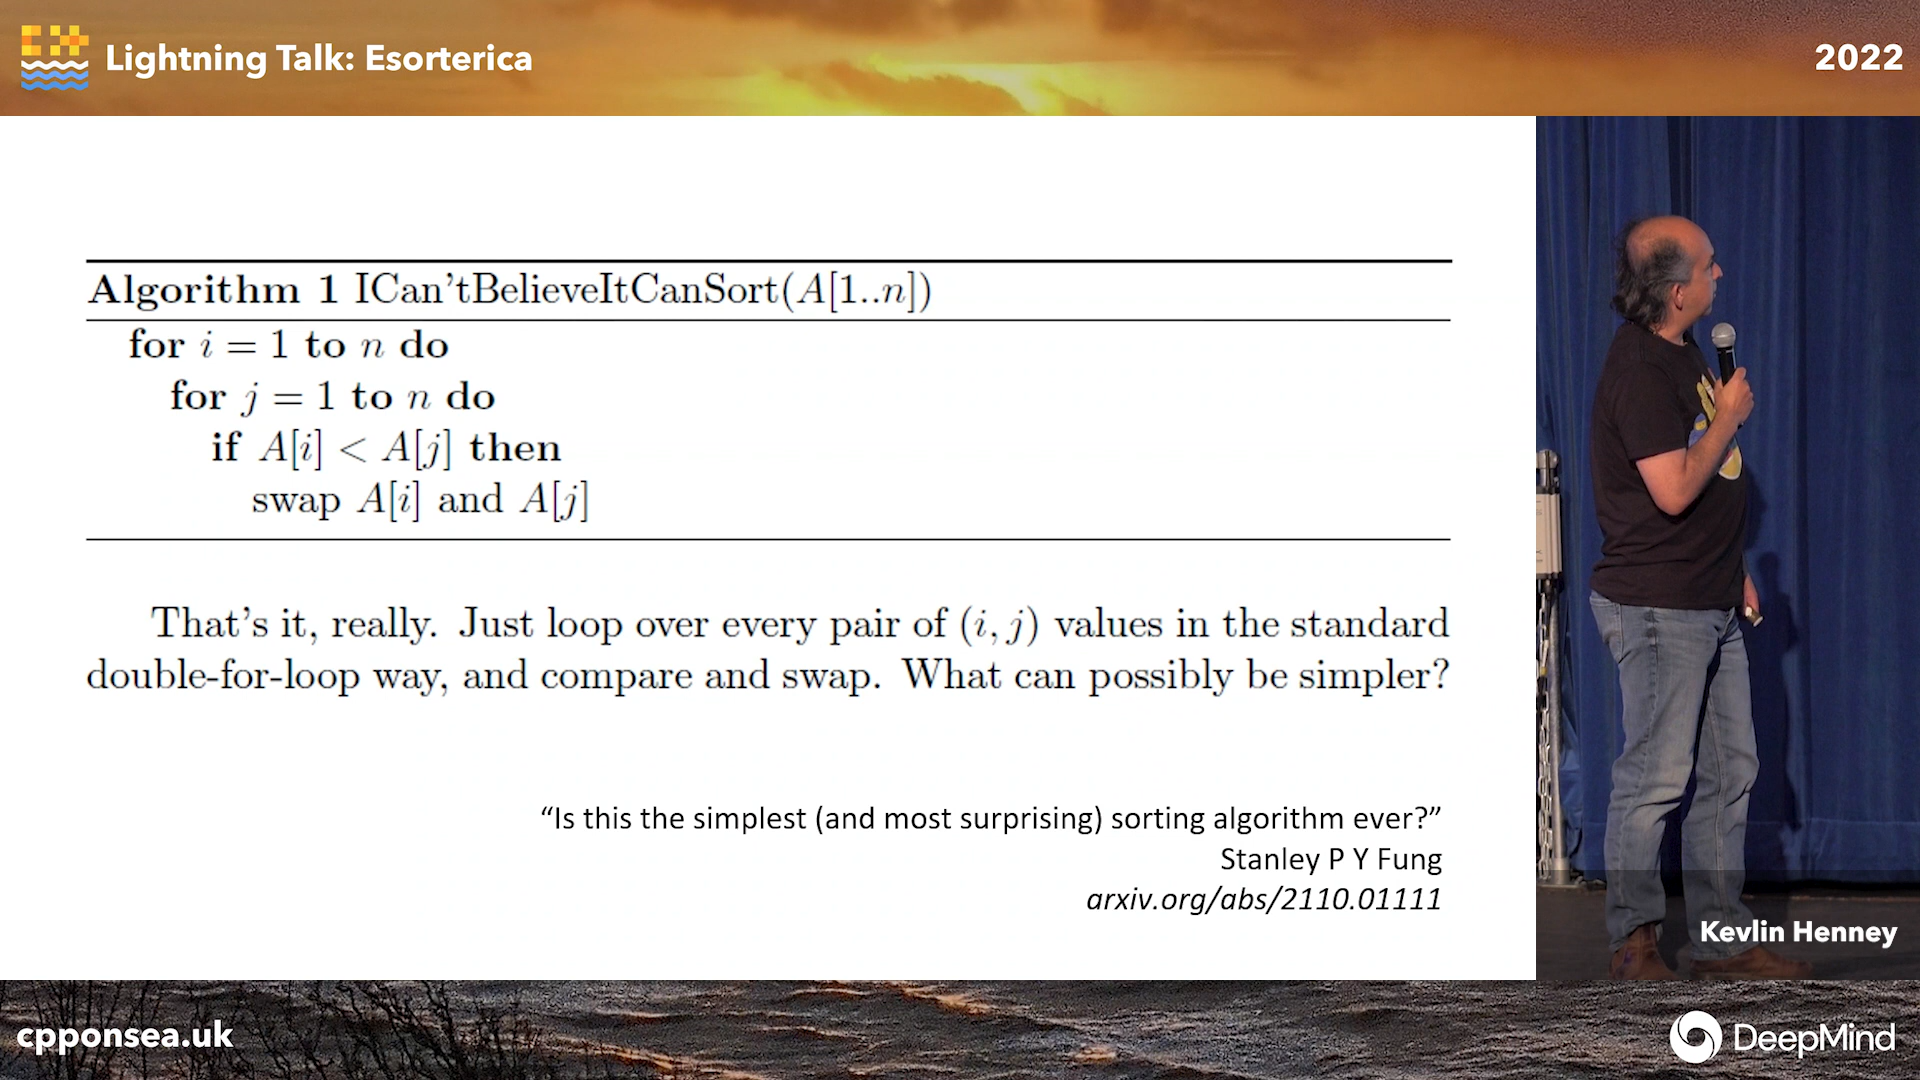 Lightning Talk: Esorterica
2022
Algorithm 1 ICan'tBelieveItCanSort(A[1..n])
for i = 1 to n do
for j = 1 to n do
if A[i] < A[j] then
swap A[i] and A[j]
That's it, really. Just loop over every pair of (i, j) values in the standard
double-for-loop way, and compare and swap. What can possibly be simpler?
“Is this the simplest (and most surprising) sorting algorithm ever?”
Stanley P Y Fung
arxiv.org/abs/2110.01111
Kevlin Henney
cpponsea.uk
DeepMind